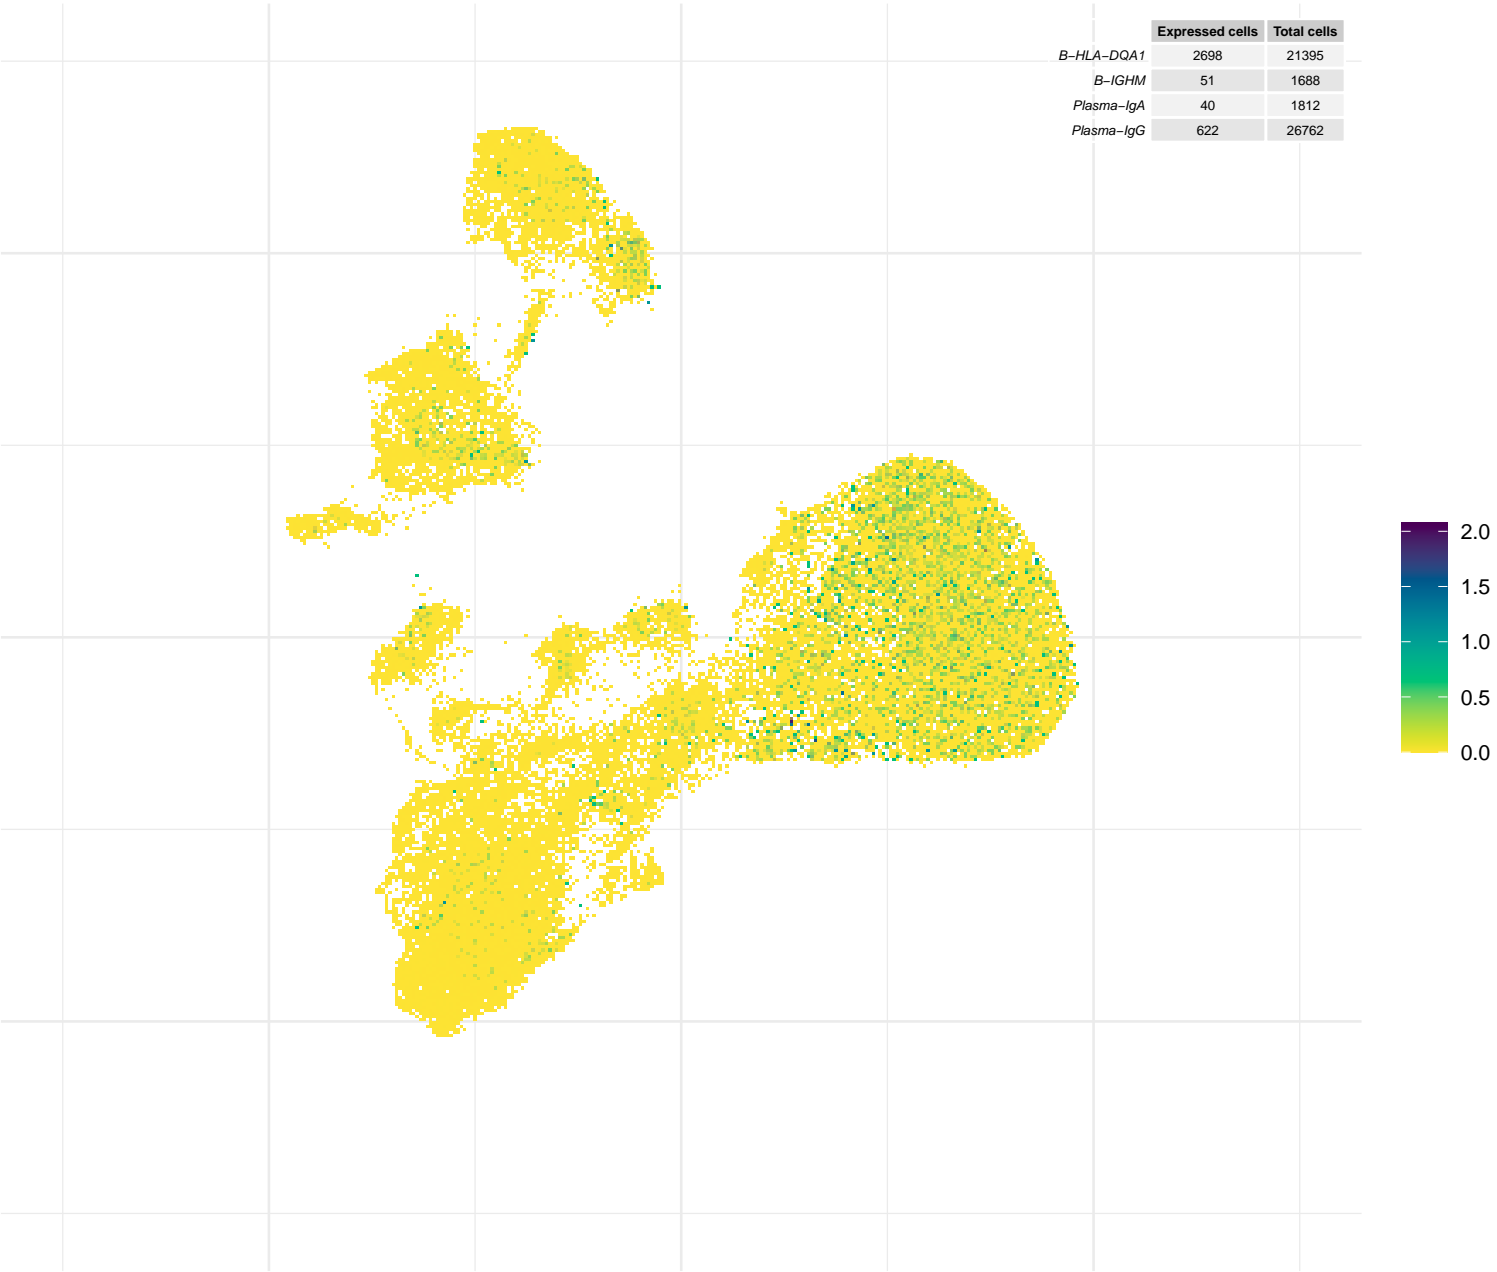 Expressed cells Total cells
B−HLA−DQA1 2698 21395
B−IGHM 51 1688
Plasma−IgA 40 1812
Plasma−IgG 622 26762
2.0
1.5
1.0
0.5
0.0